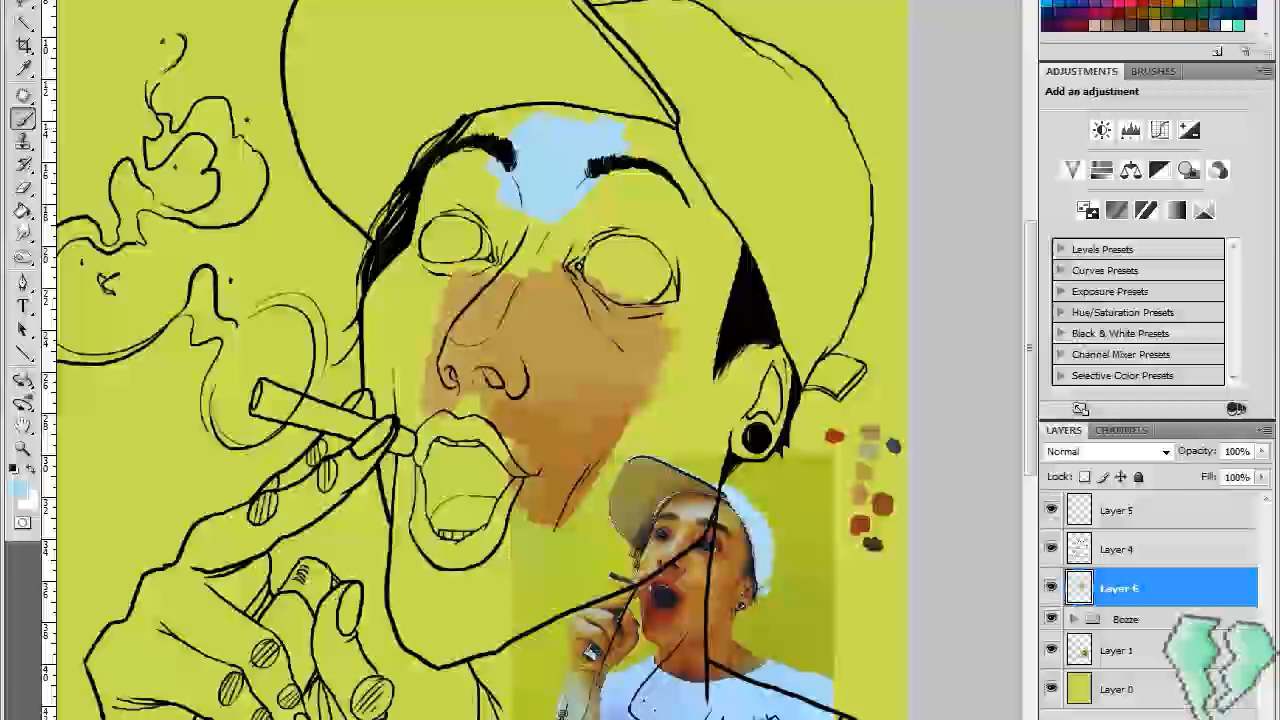 ADJUSTMENTS BRUSHES
Add an adjustment
Levels Presets
Curves Presets
Exposure Presets
Hue/Saturation Presets
Black & White Presets
Channel Mixer Presets
Selective Color Presets
LAYERS CHANNELS
Normal Opacity: 100%
Lock: Fill: 100%
Layer 5
Layer 4
Layer 6
Bozze
Layer 1
Layer 0